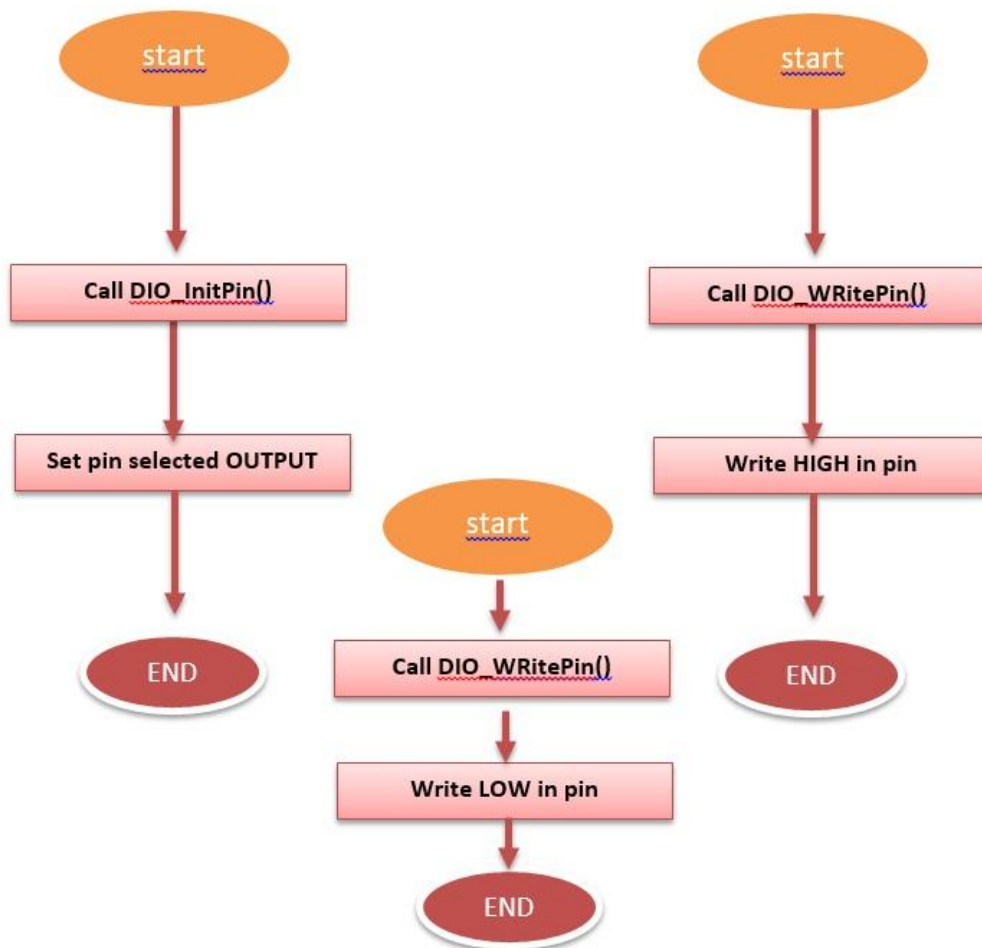 start
Call DIO_InitPin()
Set pin selected OUTPUT
END
start
Call DIO_WRitePin()
Write LOW in pin
END
start
Call DIO_WRitePin()
Write HIGH in pin
END